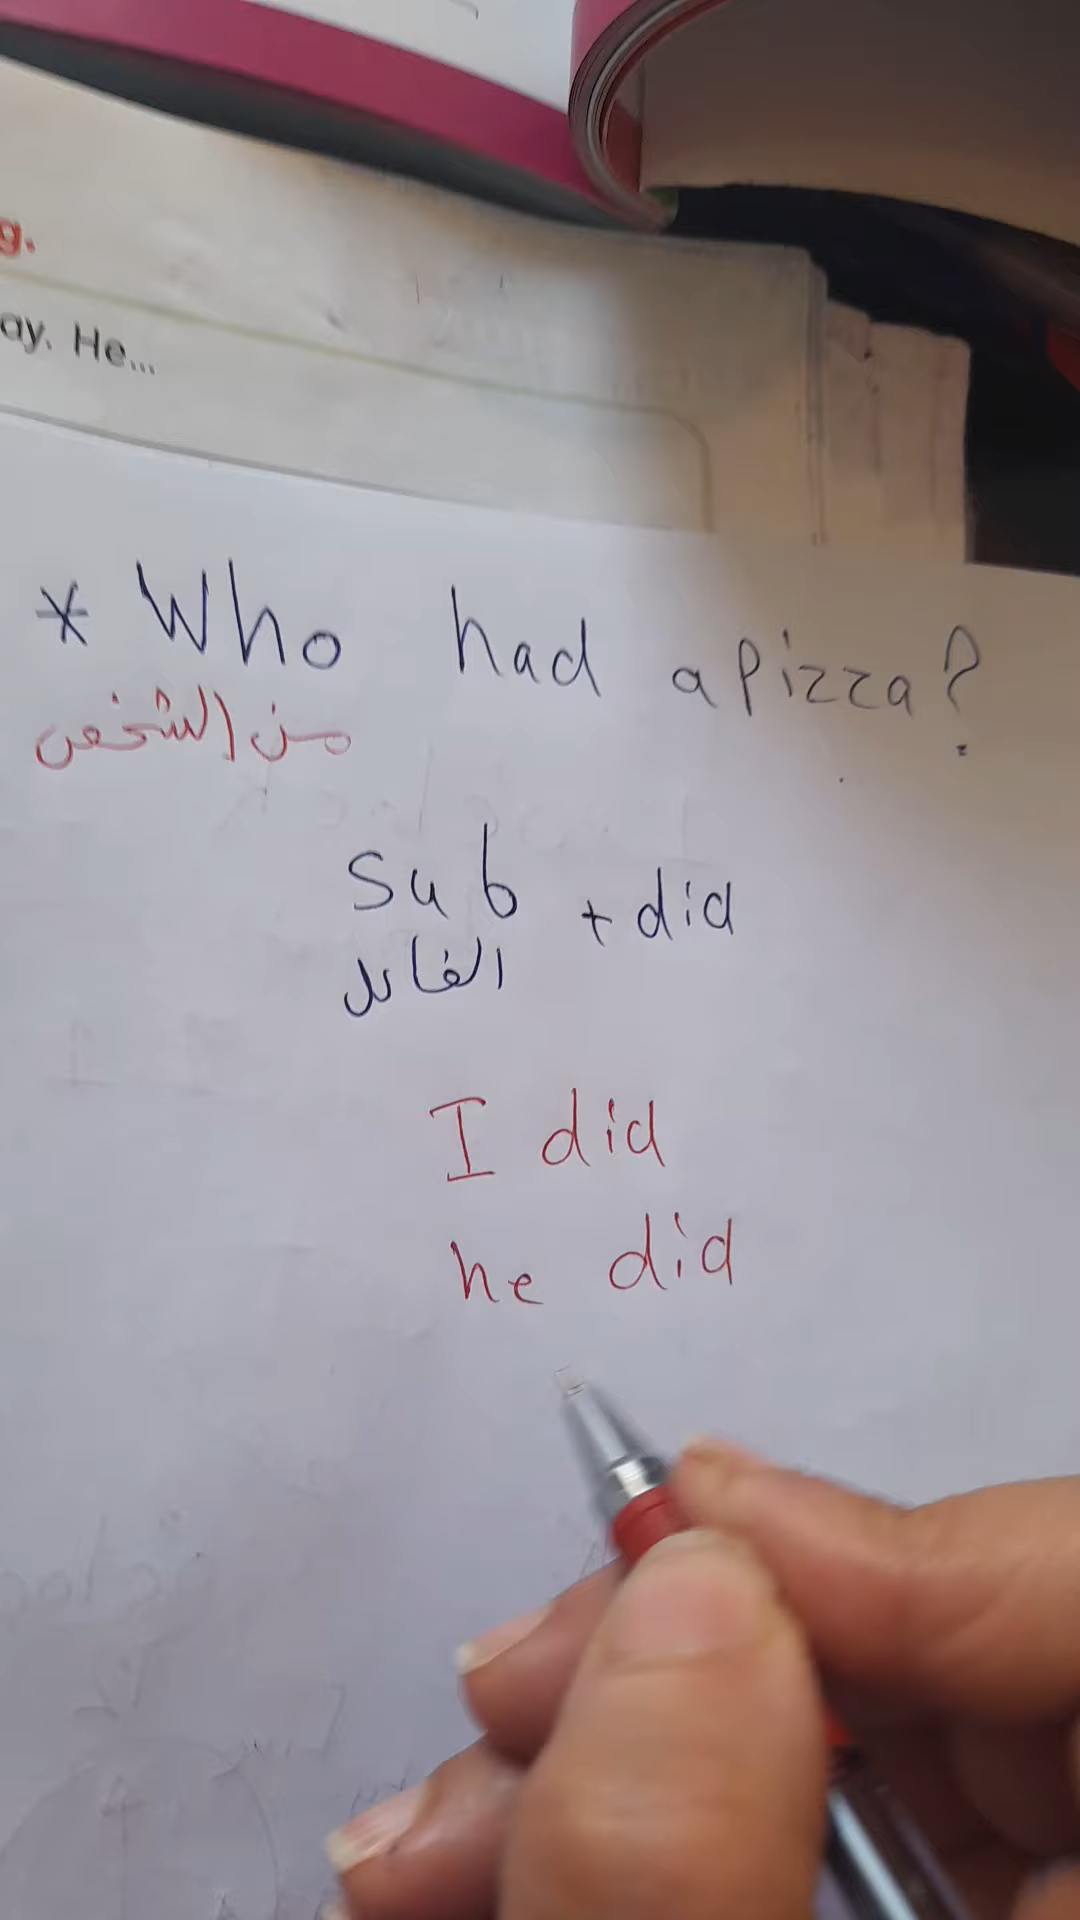 g.
ay. He...
* Who had a pizza?
من الشخص
Sub + did
الفاعل
I did
he did